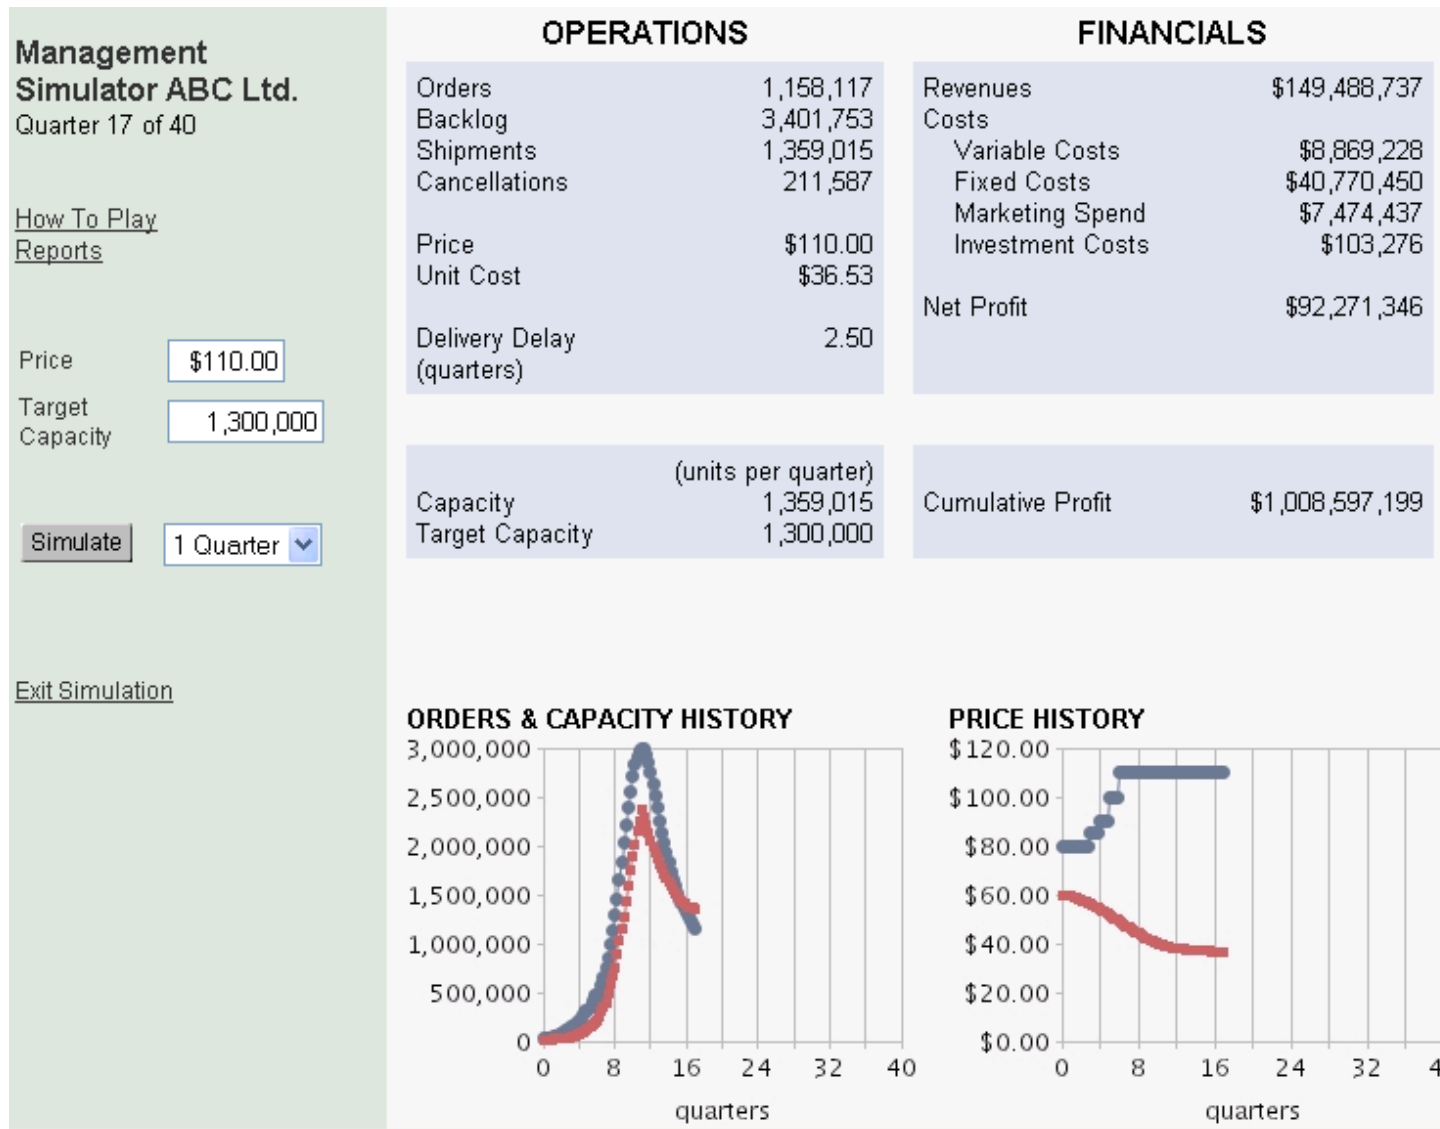 Management
Simulator ABC Ltd.
Quarter 17 of 40
How To Play
Reports
Price $110.00
Target
Capacity 1,300,000
Simulate 1 Quarter
Exit Simulation
OPERATIONS
Orders 1,158,117
Backlog 3,401,753
Shipments 1,359,015
Cancellations 211,587
Price $110.00
Unit Cost $36.53
Delivery Delay 2.50
(quarters)
(units per quarter)
Capacity 1,359,015
Target Capacity 1,300,000
FINANCIALS
Revenues $149,488,737
Costs
Variable Costs $8,869,228
Fixed Costs $40,770,450
Marketing Spend $7,474,437
Investment Costs $103,276
Net Profit $92,271,346
Cumulative Profit $1,008,597,199
ORDERS & CAPACITY HISTORY
3,000,000
2,500,000
2,000,000
1,500,000
1,000,000
500,000
0
0 8 16 24 32 40
quarters
PRICE HISTORY
$120.00
$100.00
$80.00
$60.00
$40.00
$20.00
$0.00
0 8 16 24 32 4
quarters